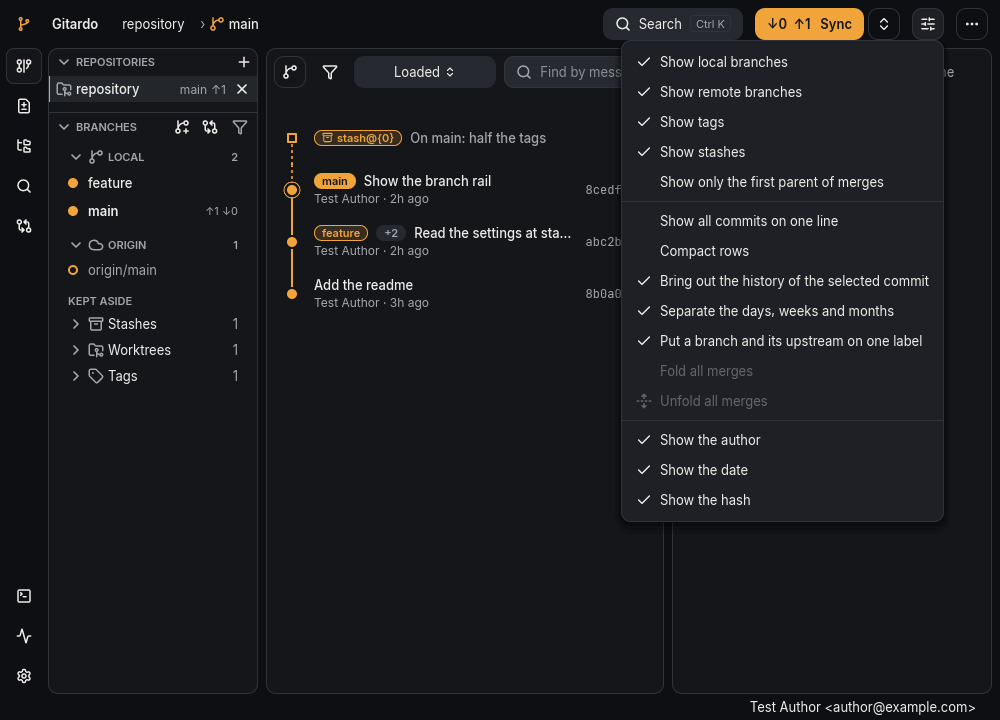 Gitardo repository › main Search Ctrl K ↓0 ↑1 Sync
REPOSITORIES
repository main ↑1
BRANCHES
LOCAL 2
feature
main ↑1 ↓0
ORIGIN 1
origin/main
KEPT ASIDE
Stashes 1
Worktrees 1
Tags 1
Loaded Find by mess
stash@{0} On main: half the tags
main Show the branch rail
Test Author · 2h ago 8cedf
feature +2 Read the settings at sta...
Test Author · 2h ago abc2b
Add the readme
Test Author · 3h ago 8b0a0
Show local branches
Show remote branches
Show tags
Show stashes
Show only the first parent of merges
Show all commits on one line
Compact rows
Bring out the history of the selected commit
Separate the days, weeks and months
Put a branch and its upstream on one label
Fold all merges
Unfold all merges
Show the author
Show the date
Show the hash
Test Author <author@example.com>